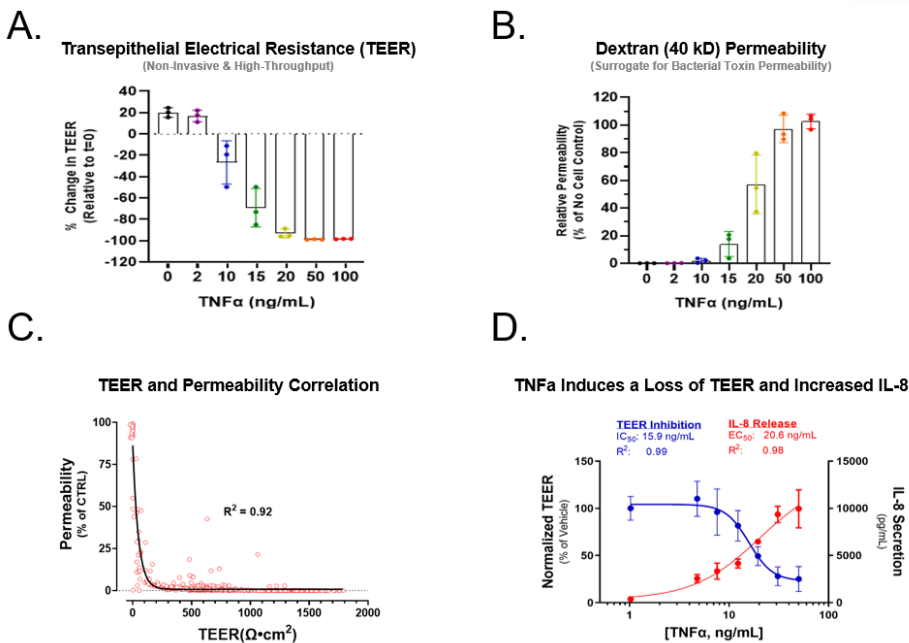 A.
Transepithelial Electrical Resistance (TEER)
(Non-Invasive & High-Throughput)
% Change in TEER
(Relative to t=0)
40
20
0
-20
-40
-60
-80
-100
-120
0 2 10 15 20 50 100
TNFα (ng/mL)
B.
Dextran (40 kD) Permeability
(Surrogate for Bacterial Toxin Permeability)
Relative Permeability
(% of No Cell Control)
120
100
80
60
40
20
0
0 2 10 15 20 50 100
TNFα (ng/mL)
C.
TEER and Permeability Correlation
Permeability
(% of CTRL)
100
75
50
25
0
R² = 0.92
0 500 1000 1500 2000
TEER(Ω•cm²)
D.
TNFa Induces a Loss of TEER and Increased IL-8
TEER Inhibition
IC₅₀: 15.9 ng/mL
R²: 0.99
IL-8 Release
EC₅₀: 20.6 ng/mL
R²: 0.98
Normalized TEER
(% of Vehicle)
150
100
50
0
15000
10000
5000
0
IL-8 Secretion
(pg/mL)
1 10 100
[TNFα, ng/mL]